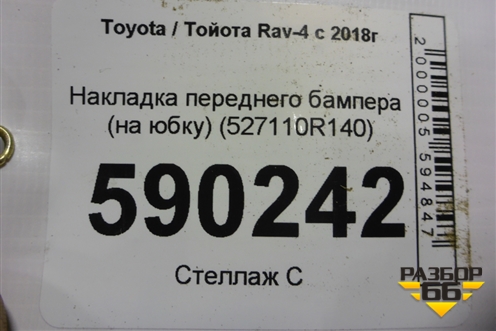 Toyota / Тойота Rav-4 с 2018г
Накладка переднего бампера
(на юбку) (527110R140)
590242
Стеллаж С
2000005594847
РАЗБОР
66